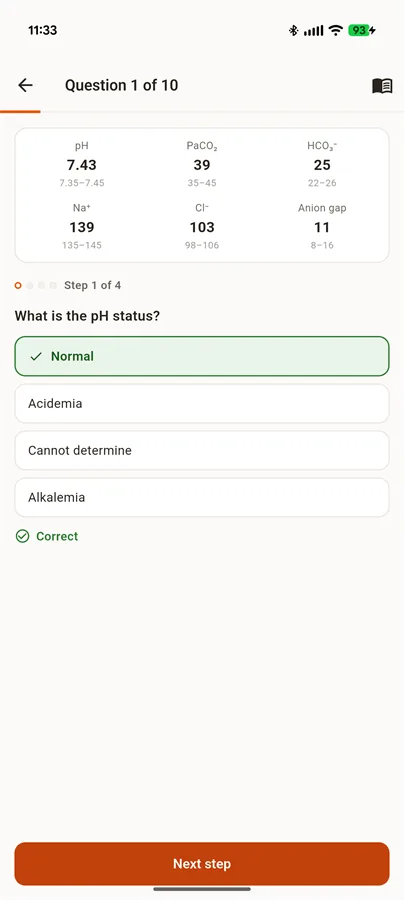 11:33
93
Question 1 of 10
pH PaCO₂ HCO₃⁻
7.43 39 25
7.35–7.45 35–45 22–26
Na⁺ Cl⁻ Anion gap
139 103 11
135–145 98–106 8–16
Step 1 of 4
What is the pH status?
Normal
Acidemia
Cannot determine
Alkalemia
Correct
Next step